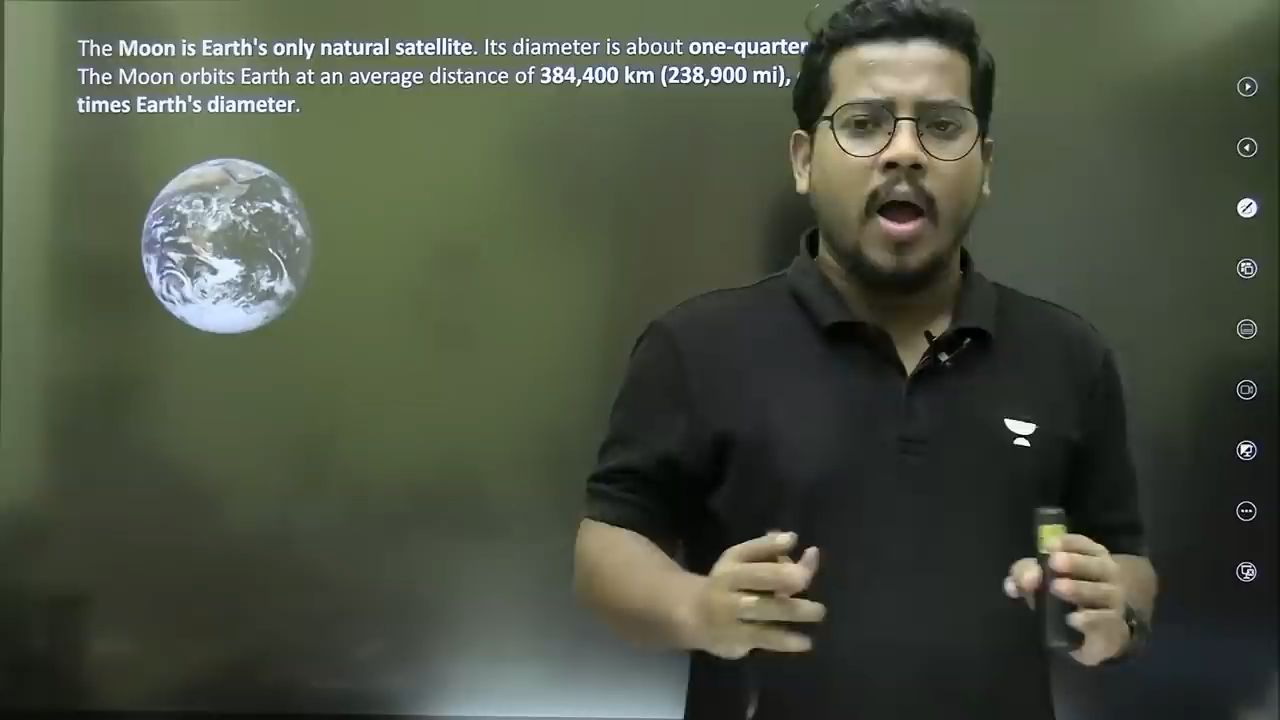 The Moon is Earth's only natural satellite. Its diameter is about one-quarter
The Moon orbits Earth at an average distance of 384,400 km (238,900 mi),
times Earth's diameter.